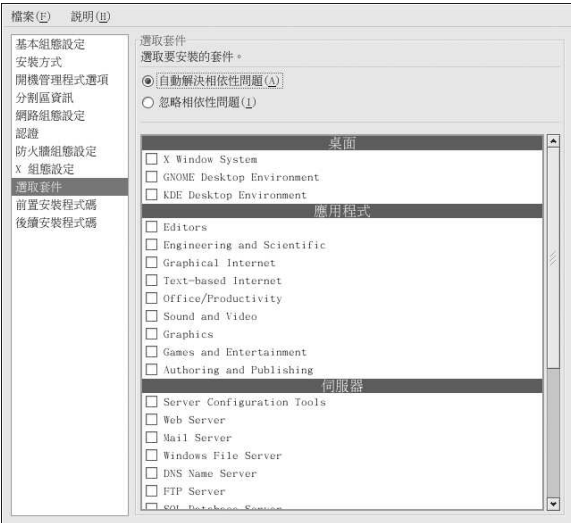 檔案(F) 說明(H)
基本組態設定
安裝方式
開機管理程式選項
分割區資訊
網路組態設定
認證
防火牆組態設定
X 組態設定
選取套件
前置安裝程式碼
後續安裝程式碼
選取套件
選取要安裝的套件。
自動解決相依性問題(A)
忽略相依性問題(I)
桌面
X Window System
GNOME Desktop Environment
KDE Desktop Environment
應用程式
Editors
Engineering and Scientific
Graphical Internet
Text-based Internet
Office/Productivity
Sound and Video
Graphics
Games and Entertainment
Authoring and Publishing
伺服器
Server Configuration Tools
Web Server
Mail Server
Windows File Server
DNS Name Server
FTP Server
SQL Database Server